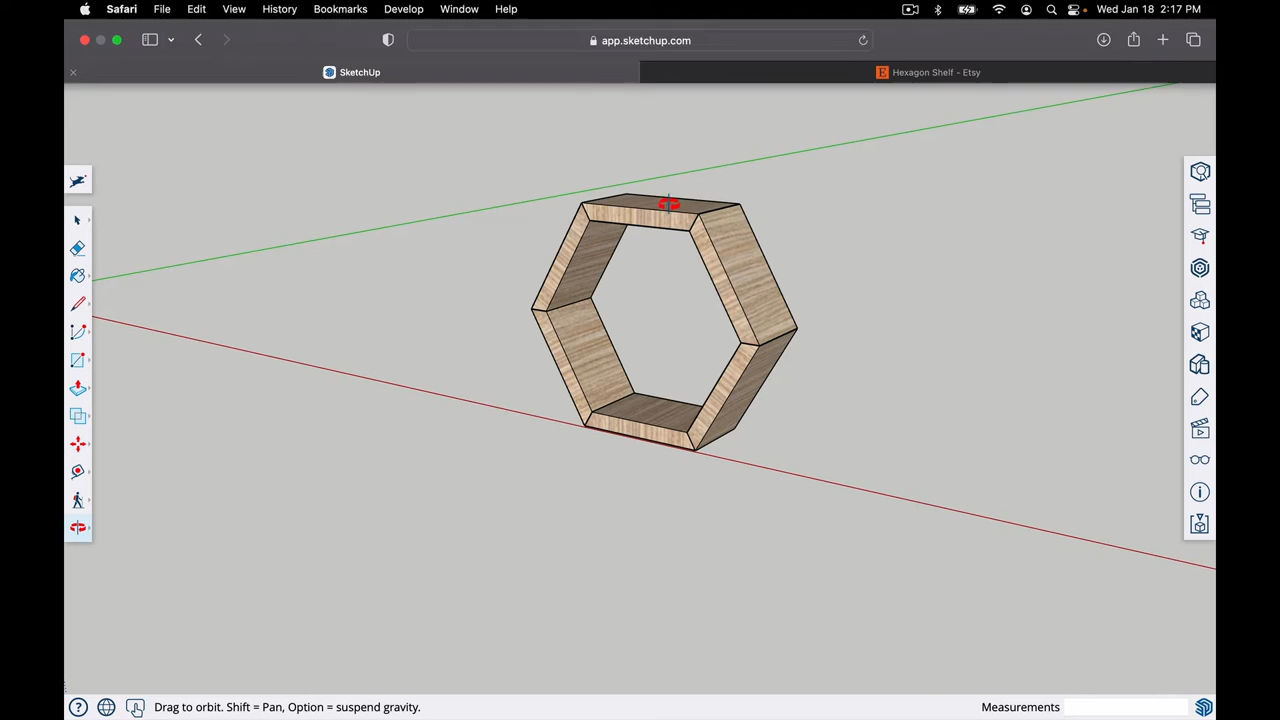 Safari File Edit View History Bookmarks Develop Window Help Wed Jan 18 2:17 PM
app.sketchup.com
SketchUp
Hexagon Shelf - Etsy
Drag to orbit. Shift = Pan, Option = suspend gravity.
Measurements